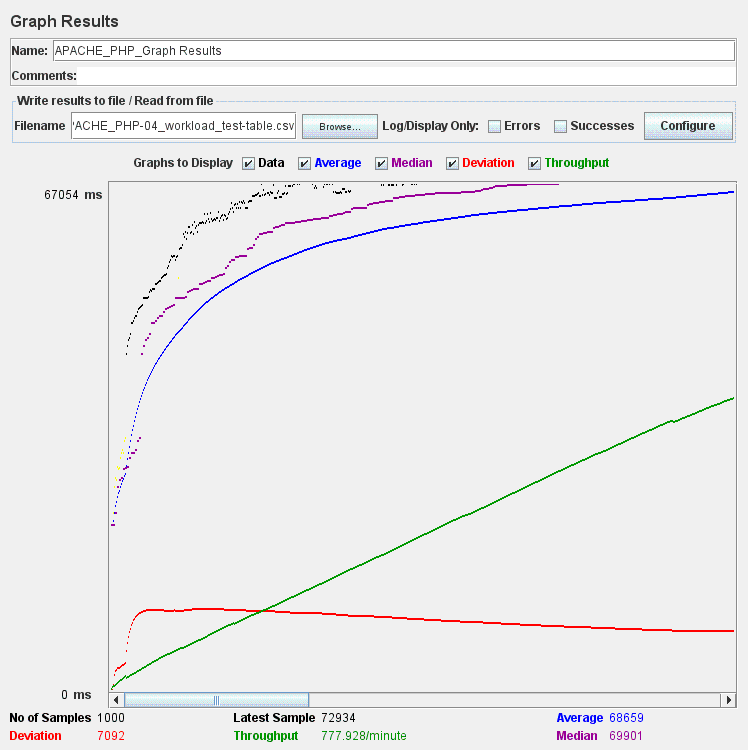 Graph Results
Name: APACHE_PHP_Graph Results
Comments:
Write results to file / Read from file
Filename ACHE_PHP-04_workload_test-table.csv Browse... Log/Display Only: Errors Successes Configure
Graphs to Display Data Average Median Deviation Throughput
67054 ms
0 ms
No of Samples 1000 Latest Sample 72934 Average 68659
Deviation 7092 Throughput 777.928/minute Median 69901